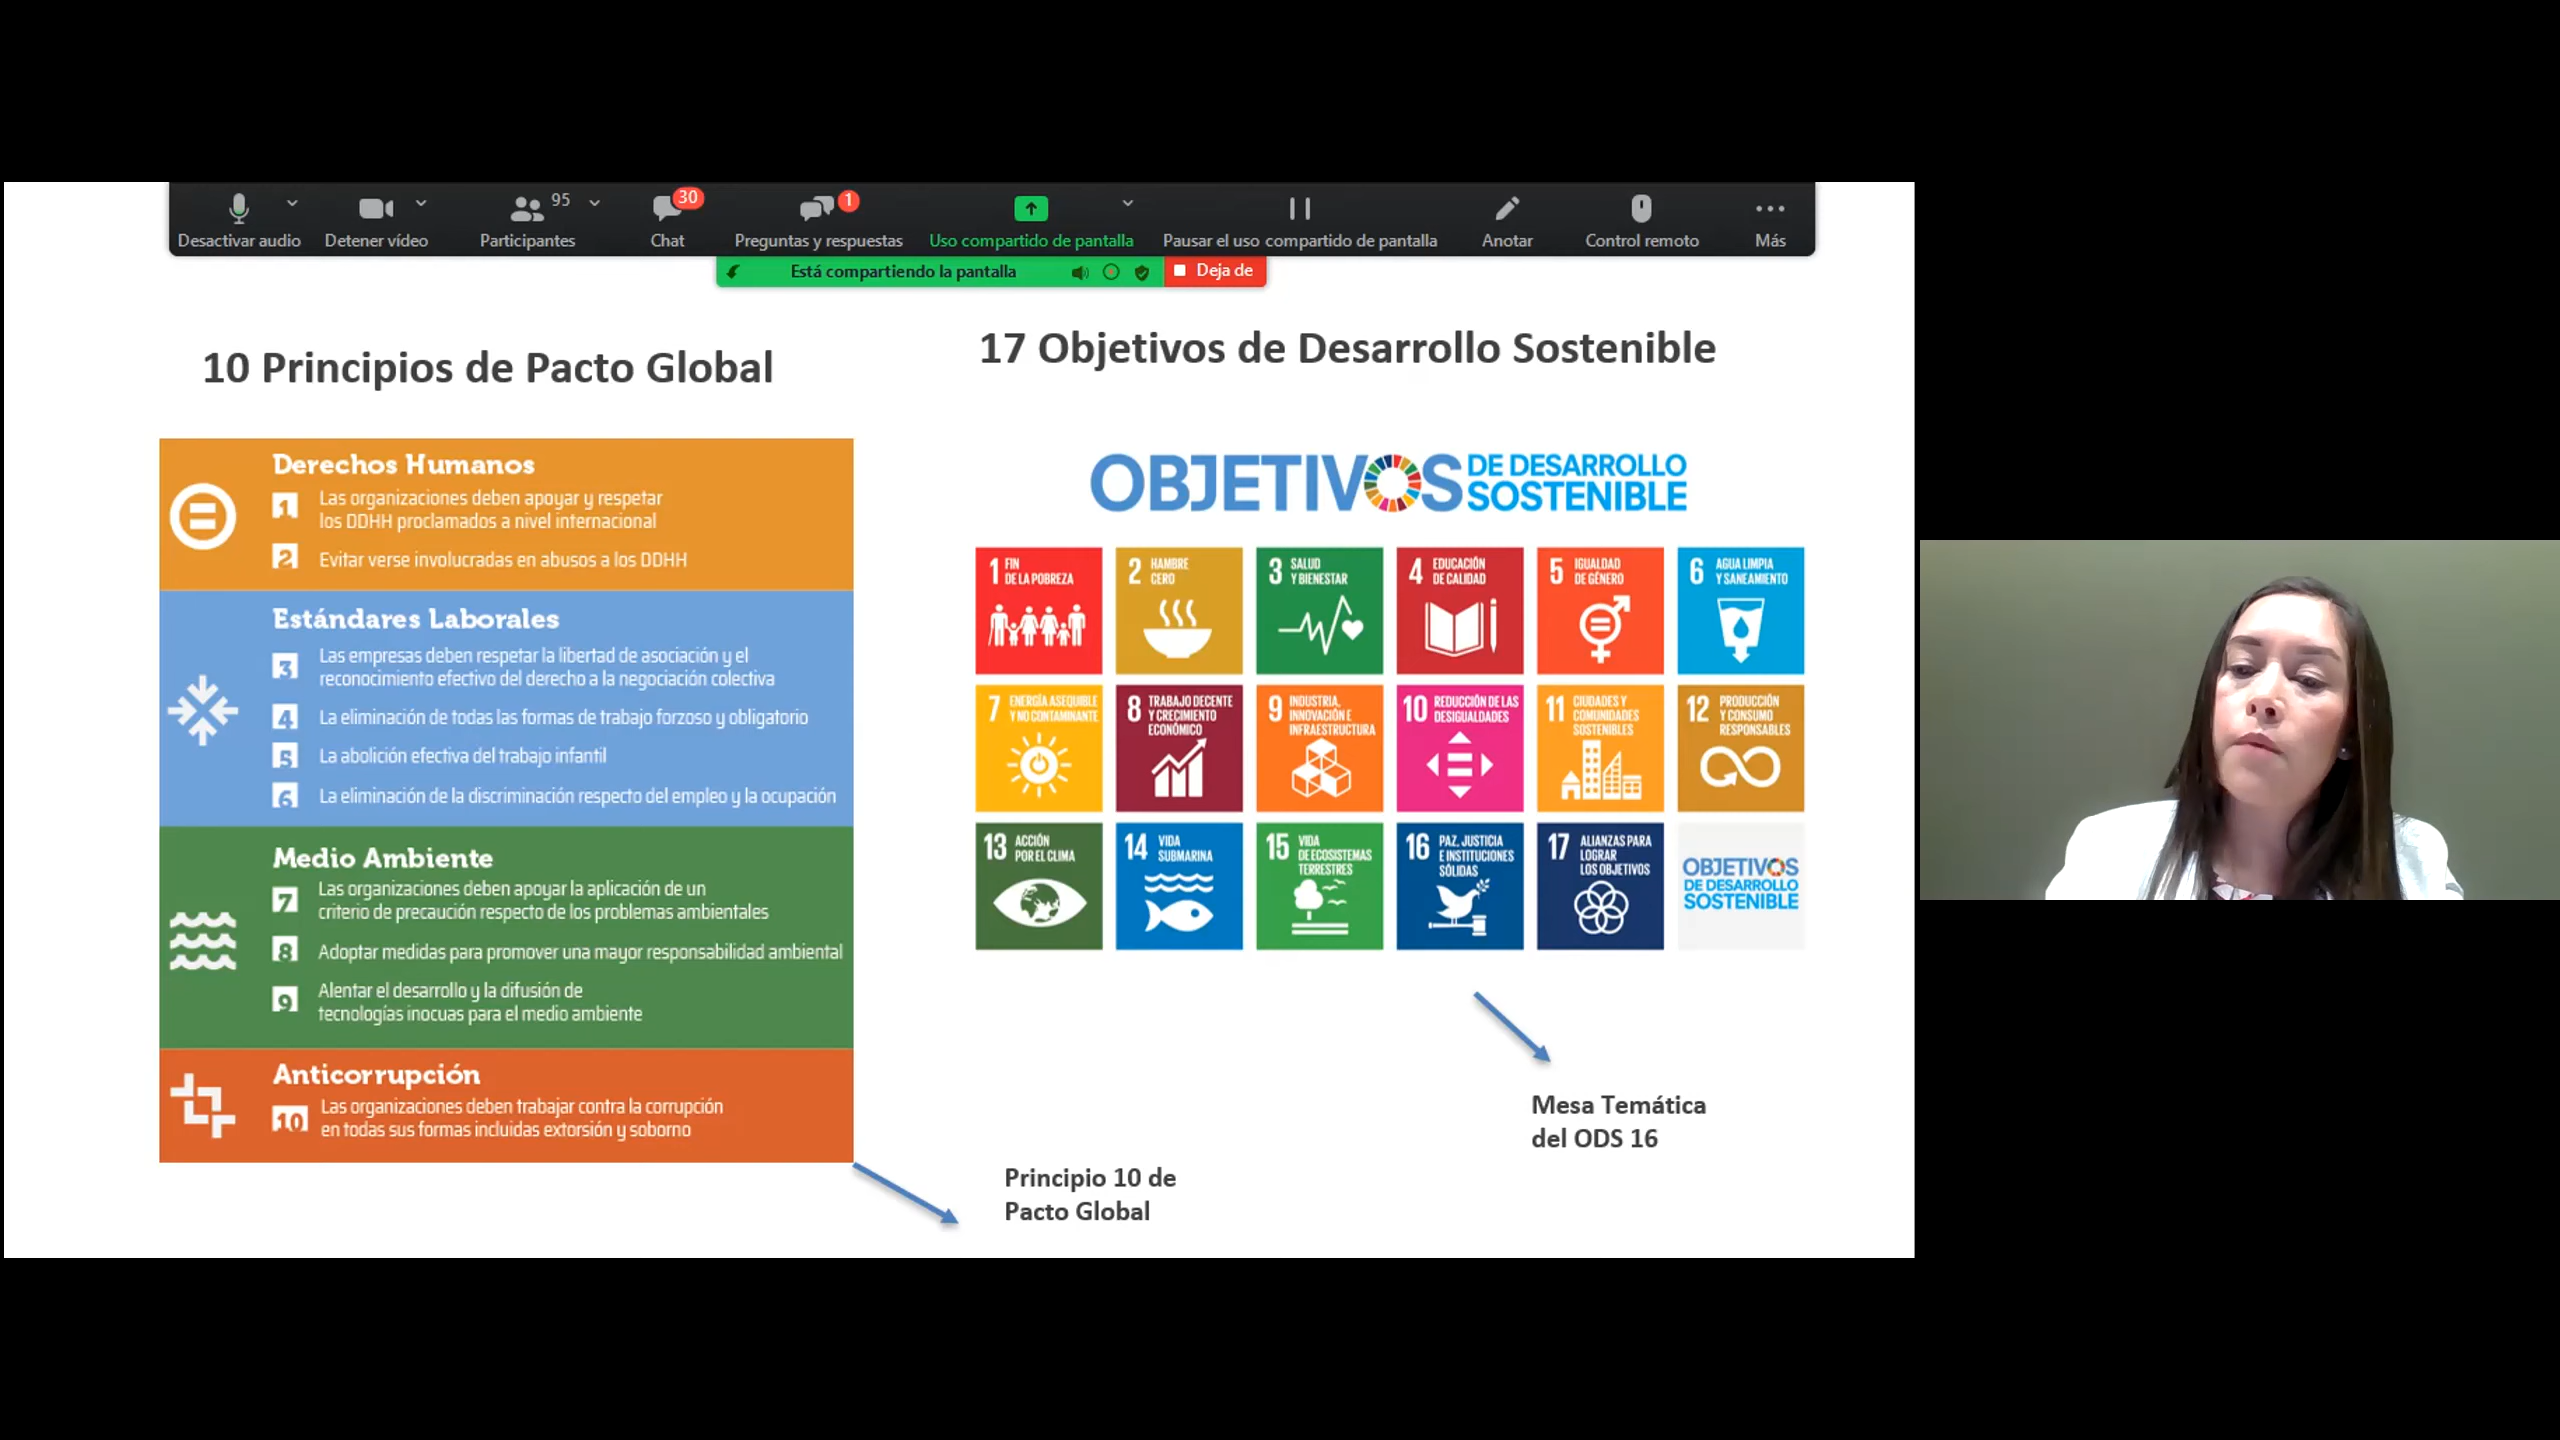 Desactivar audio
Detener vídeo
95
Participantes
30
Chat
1
Preguntas y respuestas
Uso compartido de pantalla
Pausar el uso compartido de pantalla
Anotar
Control remoto
Más
Está compartiendo la pantalla
Deja de
10 Principios de Pacto Global
Derechos Humanos
1 Las organizaciones deben apoyar y respetar
los DDHH proclamados a nivel internacional
2 Evitar verse involucradas en abusos a los DDHH
Estándares Laborales
3 Las empresas deben respetar la libertad de asociación y el
reconocimiento efectivo del derecho a la negociación colectiva
4 La eliminación de todas las formas de trabajo forzoso y obligatorio
5 La abolición efectiva del trabajo infantil
6 La eliminación de la discriminación respecto del empleo y la ocupación
Medio Ambiente
7 Las organizaciones deben apoyar la aplicación de un
criterio de precaución respecto de los problemas ambientales
8 Adoptar medidas para promover una mayor responsabilidad ambiental
9 Alentar el desarrollo y la difusión de
tecnologías inocuas para el medio ambiente
Anticorrupción
10 Las organizaciones deben trabajar contra la corrupción
en todas sus formas incluidas extorsión y soborno
Principio 10 de
Pacto Global
17 Objetivos de Desarrollo Sostenible
OBJETIVOS DE DESARROLLO
SOSTENIBLE
1 FIN
DE LA POBREZA
2 HAMBRE
CERO
3 SALUD
Y BIENESTAR
4 EDUCACIÓN
DE CALIDAD
5 IGUALDAD
DE GÉNERO
6 AGUA LIMPIA
Y SANEAMIENTO
7 ENERGÍA ASEQUIBLE
Y NO CONTAMINANTE
8 TRABAJO DECENTE
Y CRECIMIENTO
ECONÓMICO
9 INDUSTRIA,
INNOVACIÓN E
INFRAESTRUCTURA
10 REDUCCIÓN DE LAS
DESIGUALDADES
11 CIUDADES Y
COMUNIDADES
SOSTENIBLES
12 PRODUCCIÓN
Y CONSUMO
RESPONSABLES
13 ACCIÓN
POR EL CLIMA
14 VIDA
SUBMARINA
15 VIDA
DE ECOSISTEMAS
TERRESTRES
16 PAZ, JUSTICIA
E INSTITUCIONES
SÓLIDAS
17 ALIANZAS PARA
LOGRAR
LOS OBJETIVOS
OBJETIVOS
DE DESARROLLO
SOSTENIBLE
Mesa Temática
del ODS 16